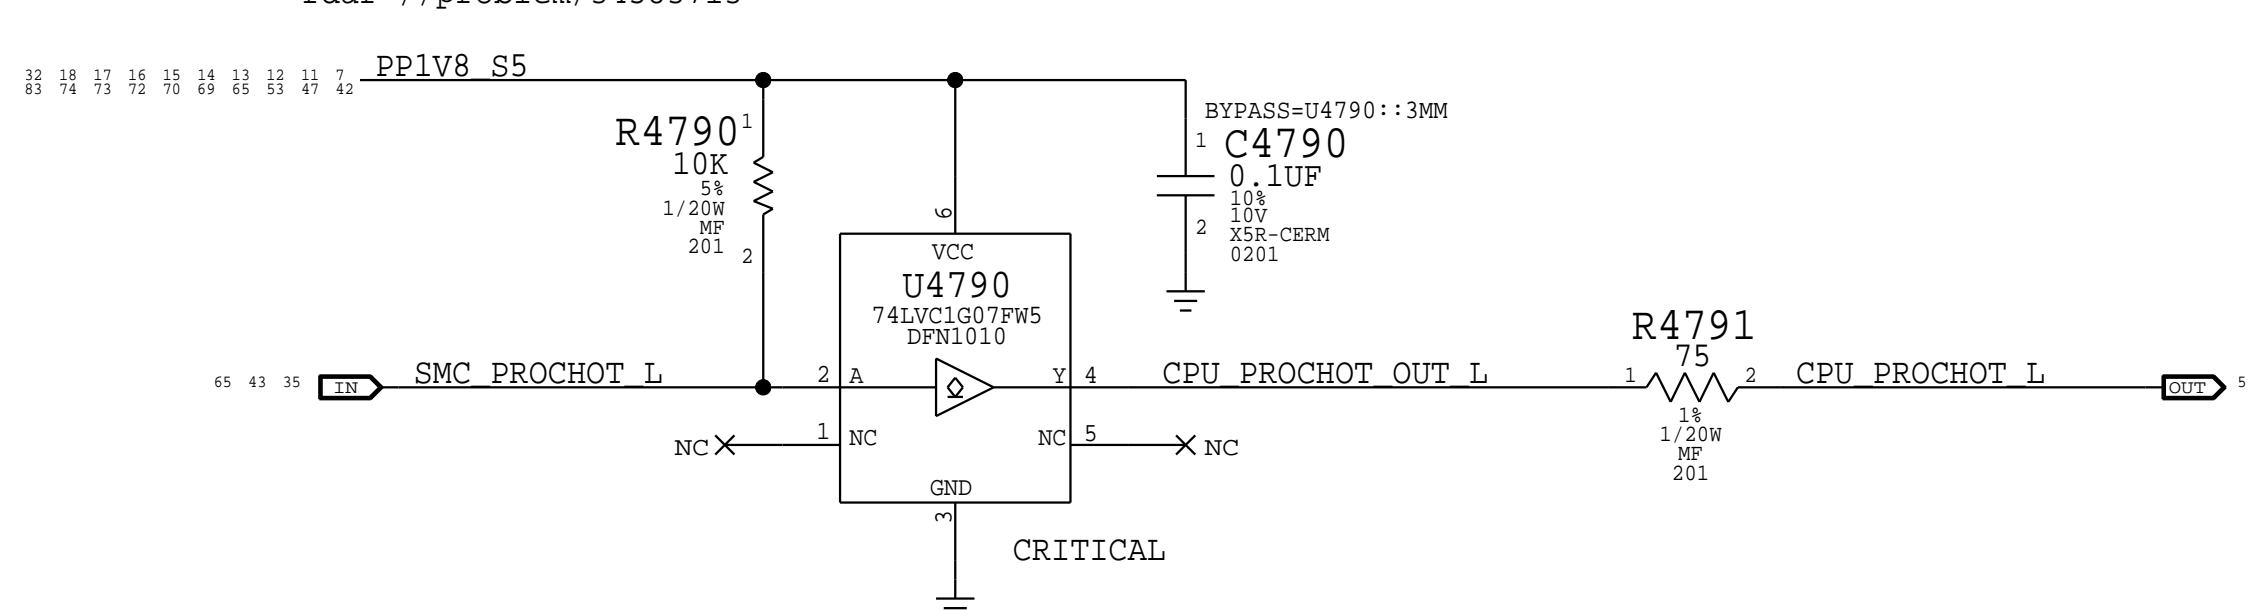 PP1V8_S5
32 18 17 16 15 14 13 12 11 7
83 74 73 72 70 69 65 53 47 42
BYPASS=U4790::3MM
R4790
1
10K
5%
1/20W
MF
201
2
1
C4790
0.1UF
10%
10V
2
X5R-CERM
0201
6
VCC
U4790
74LVC1G07FW5
DFN1010
65 43 35
IN
SMC_PROCHOT_L
2
A
Y
4
CPU_PROCHOT_OUT_L
R4791
75
1
2
1%
1/20W
MF
201
CPU_PROCHOT_L
OUT
5
NC
1
NC
NC
5
NC
GND
3
CRITICAL